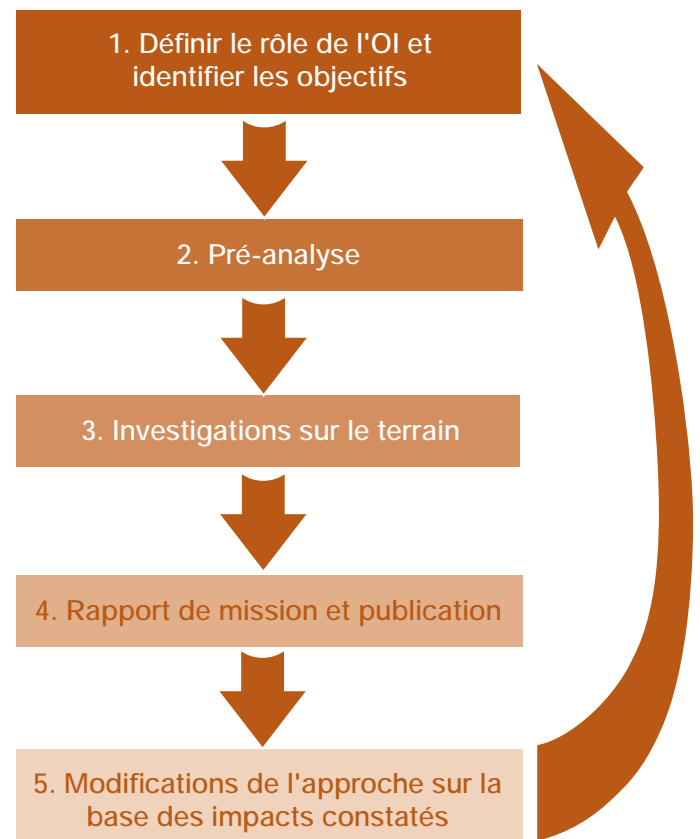 1. Définir le rôle de l'OI et
identifier les objectifs
2. Pré-analyse
3. Investigations sur le terrain
4. Rapport de mission et publication
5. Modifications de l'approche sur la
base des impacts constatés